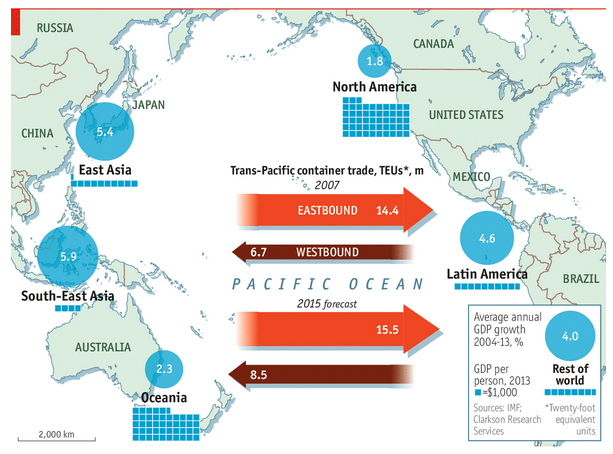 RUSSIA
CANADA
1.8
North America
JAPAN
5.4
CHINA
UNITED STATES
East Asia
Trans-Pacific container trade, TEUs*, m
2007
MEXICO
EASTBOUND 14.4
4.6
6.7 WESTBOUND
5.9
Latin America
PACIFIC OCEAN
BRAZIL
South-East Asia
2015 forecast
15.5
AUSTRALIA
2.3
8.5
Oceania
2,000 km
Average annual
GDP growth
2004-13, %
4.0
GDP per
person, 2013
=$1,000
Rest of
world
Sources: IMF;
Clarkson Research
Services
*Twenty-foot
equivalent
units